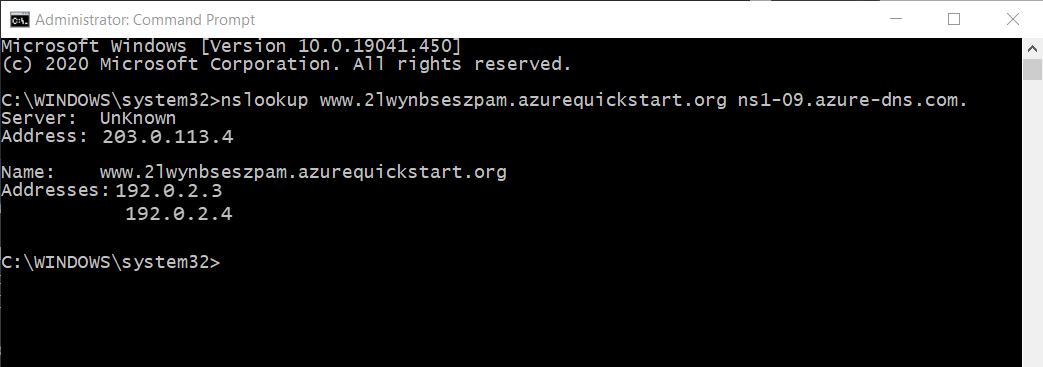 Administrator: Command Prompt
Microsoft Windows [Version 10.0.19041.450]
(c) 2020 Microsoft Corporation. All rights reserved.
C:\WINDOWS\system32>nslookup www.2lwynbseszpam.azurequickstart.org ns1-09.azure-dns.com.
Server:  UnKnown
Address:  203.0.113.4
Name:    www.2lwynbseszpam.azurequickstart.org
Addresses: 192.0.2.3
192.0.2.4
C:\WINDOWS\system32>